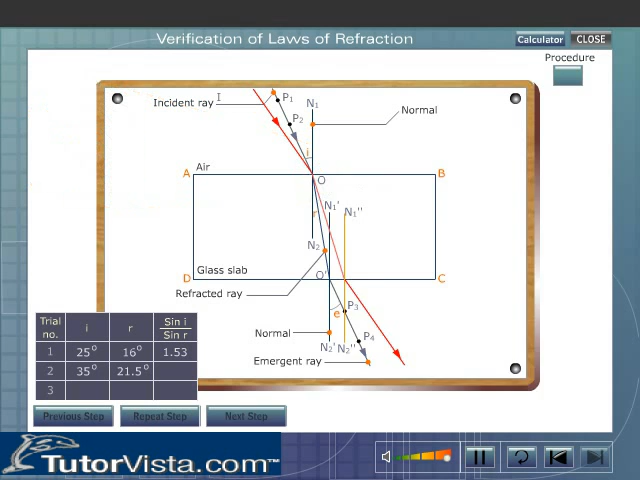 Verification of Laws of Refraction
Calculator
CLOSE
Procedure
Incident ray
I
P1
N1
Normal
P2
i
A
Air
B
O
r
N1'
N1''
N2
D
Glass slab
O'
C
Refracted ray
e
P3
Normal
P4
N2'
N2''
Emergent ray
Trial no. i r Sin i / Sin r
1 25° 16° 1.53
2 35° 21.5°
3
Previous Step
Repeat Step
Next Step
TutorVista.com™